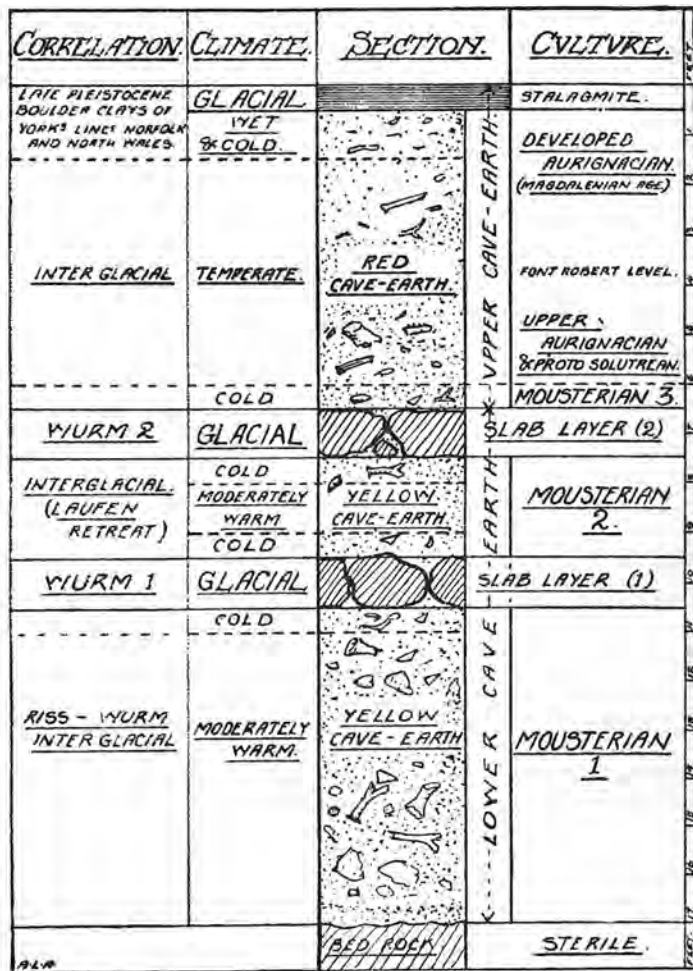 CORRELATION.
CLIMATE.
SECTION.
CVLTVRE.
LATE PLEISTOCENE
BOULDER CLAYS OF
YORKS LINCS NORFOLK
AND NORTH WALES.
GLACIAL
WET
& COLD.
STALAGMITE.
DEVELOPED
AURIGNACIAN.
(MAGDALENIAN AGE)
INTER GLACIAL
TEMPERATE.
RED
CAVE-EARTH.
VPPER CAVE-EARTH
FONT ROBERT LEVEL.
UPPER
AURIGNACIAN
& PROTO SOLUTREAN.
COLD
MOUSTERIAN 3.
WURM 2
GLACIAL
SLAB LAYER (2)
INTERGLACIAL.
(LAUFEN
RETREAT)
COLD
MODERATELY
WARM
COLD
YELLOW
CAVE-EARTH.
MOUSTERIAN
2.
WURM 1
GLACIAL
SLAB LAYER (1)
COLD
RISS - WURM
INTER GLACIAL
MODERATELY
WARM.
YELLOW
CAVE-EARTH
LOWER CAVE EARTH
MOUSTERIAN
1
BED ROCK
STERILE.
A.L.A